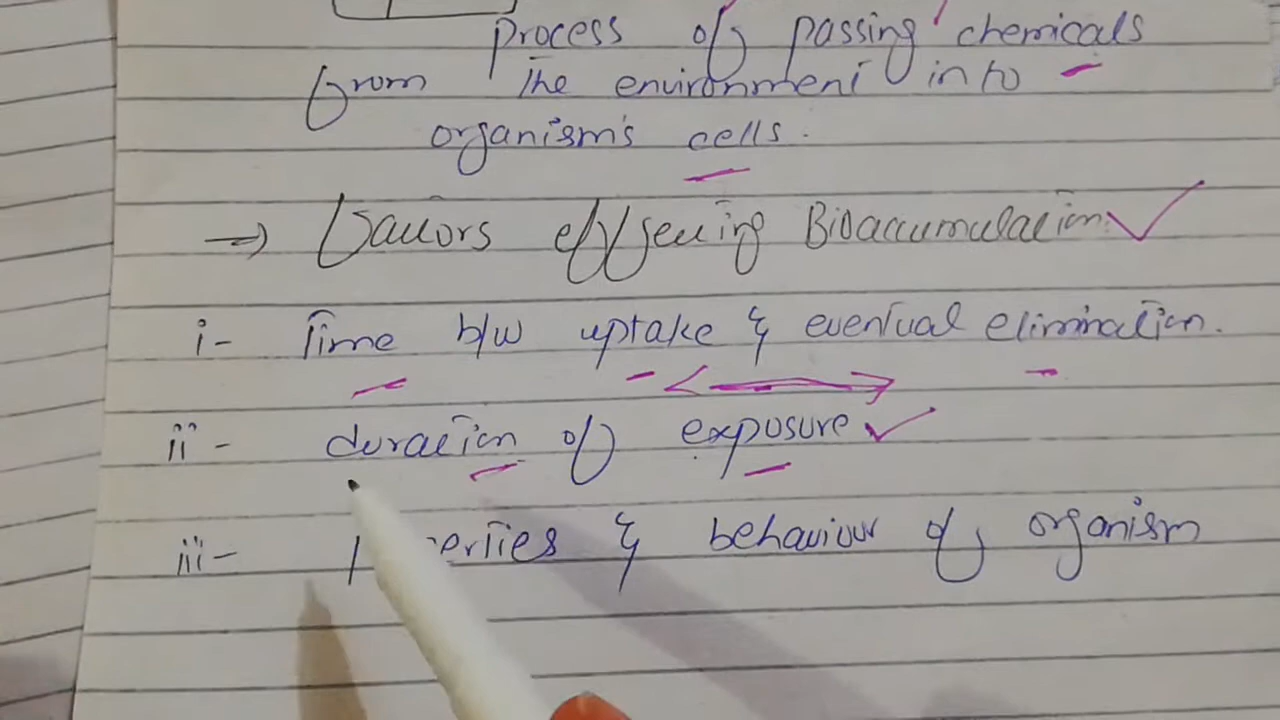 Process of passing chemicals
from the environment into
organism's cells.
→ Factors effecting Bioaccumulation
i- Time b/w uptake & eventual elimination.
ii- duration of exposure
iii- & behaviour of organism